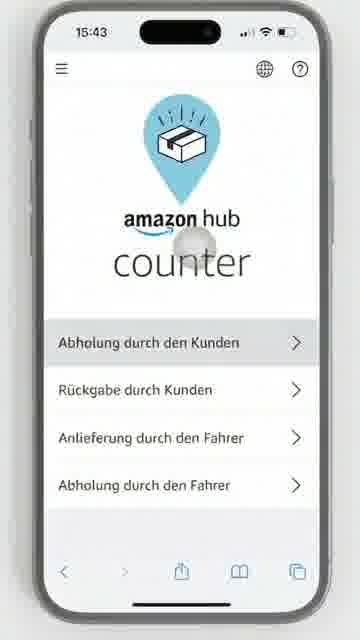 15:43
amazon hub
counter
Abholung durch den Kunden
Rückgabe durch Kunden
Anlieferung durch den Fahrer
Abholung durch den Fahrer